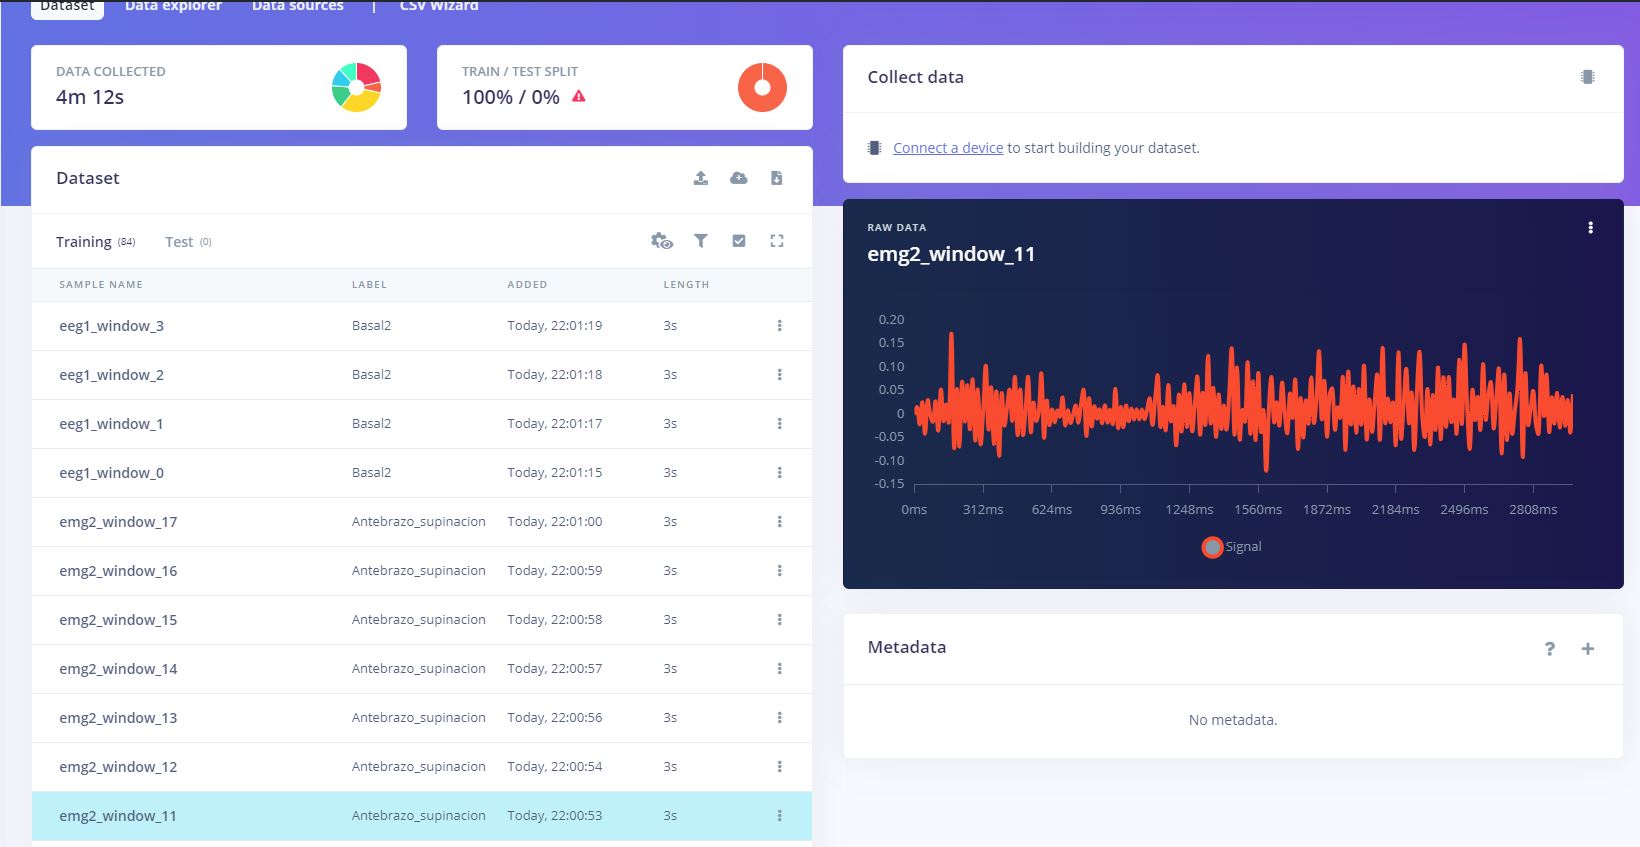 Dataset Data explorer Data sources | CSV Wizard
DATA COLLECTED
4m 12s
TRAIN / TEST SPLIT
100% / 0%
Collect data
Connect a device to start building your dataset.
Dataset
Training (84) Test (0)
SAMPLE NAME LABEL ADDED LENGTH
eeg1_window_3 Basal2 Today, 22:01:19 3s
eeg1_window_2 Basal2 Today, 22:01:18 3s
eeg1_window_1 Basal2 Today, 22:01:17 3s
eeg1_window_0 Basal2 Today, 22:01:15 3s
emg2_window_17 Antebrazo_supinacion Today, 22:01:00 3s
emg2_window_16 Antebrazo_supinacion Today, 22:00:59 3s
emg2_window_15 Antebrazo_supinacion Today, 22:00:58 3s
emg2_window_14 Antebrazo_supinacion Today, 22:00:57 3s
emg2_window_13 Antebrazo_supinacion Today, 22:00:56 3s
emg2_window_12 Antebrazo_supinacion Today, 22:00:54 3s
emg2_window_11 Antebrazo_supinacion Today, 22:00:53 3s
RAW DATA
emg2_window_11
0.20
0.15
0.10
0.05
0
-0.05
-0.10
-0.15
0ms 312ms 624ms 936ms 1248ms 1560ms 1872ms 2184ms 2496ms 2808ms
Signal
Metadata ? +
No metadata.